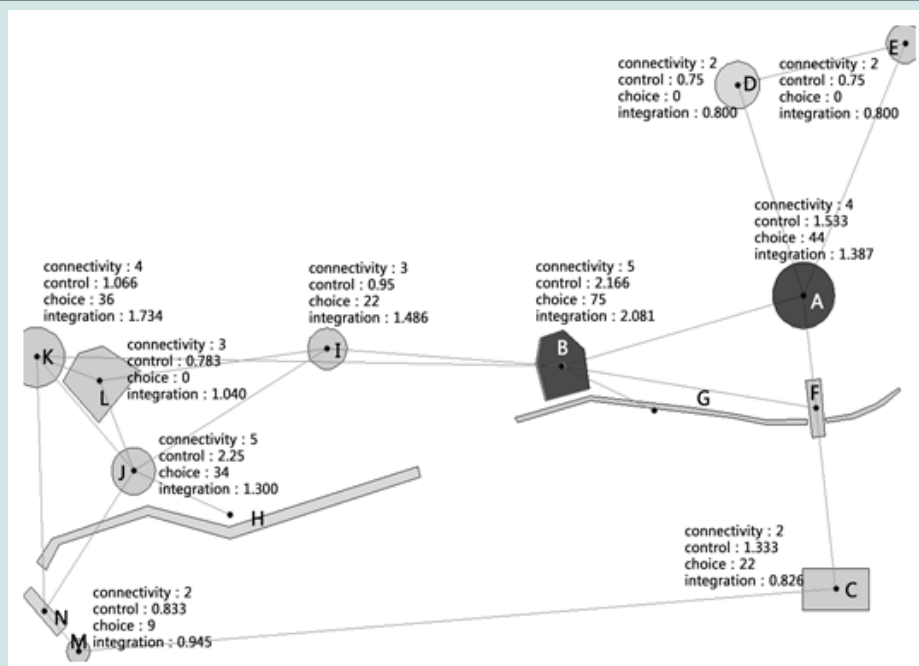 E
connectivity : 2
control : 0.75
choice : 0
integration : 0.800
D
connectivity : 2
control : 0.75
choice : 0
integration : 0.800
connectivity : 4
control : 1.533
choice : 44
integration : 1.387
A
connectivity : 4
control : 1.066
choice : 36
integration : 1.734
K
connectivity : 3
control : 0.95
choice : 22
integration : 1.486
I
connectivity : 5
control : 2.166
choice : 75
integration : 2.081
B
connectivity : 3
control : 0.783
choice : 0
integration : 1.040
L
G
F
connectivity : 5
control : 2.25
choice : 34
integration : 1.300
J
H
connectivity : 2
control : 1.333
choice : 22
integration : 0.826
C
connectivity : 2
control : 0.833
choice : 9
integration : 0.945
N
M